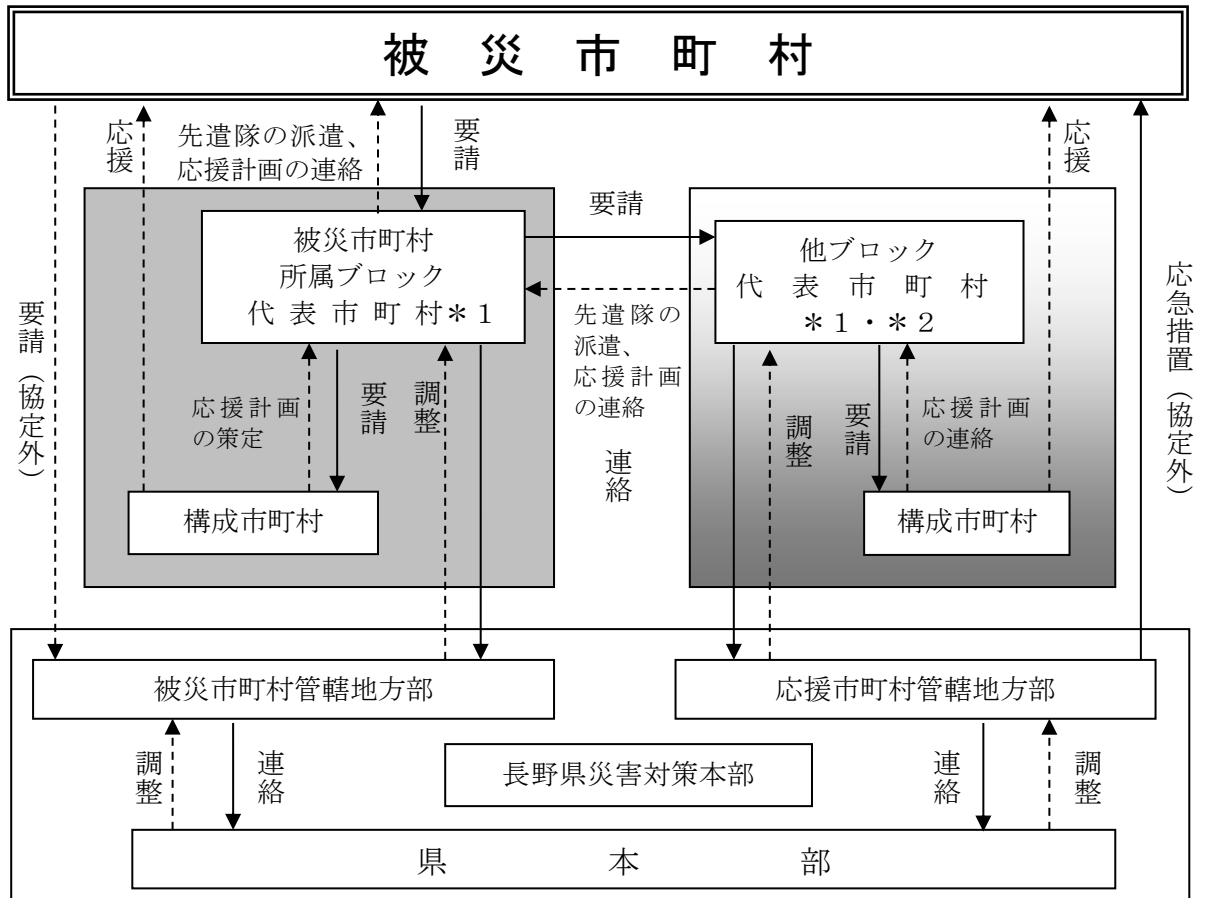 被災市町村
応援
先遣隊の派遣、
応援計画の連絡
要請
応援
被災市町村
所属ブロック
代表市町村＊１
要請
他ブロック
代表市町村
＊１・＊２
先遣隊の
派遣、
応援計画
の連絡
要請（協定外）
応急措置（協定外）
応援計画
の策定
要請
調整
連絡
調整
要請
応援計画
の連絡
構成市町村
構成市町村
被災市町村管轄地方部
応援市町村管轄地方部
調整
連絡
長野県災害対策本部
連絡
調整
県本部